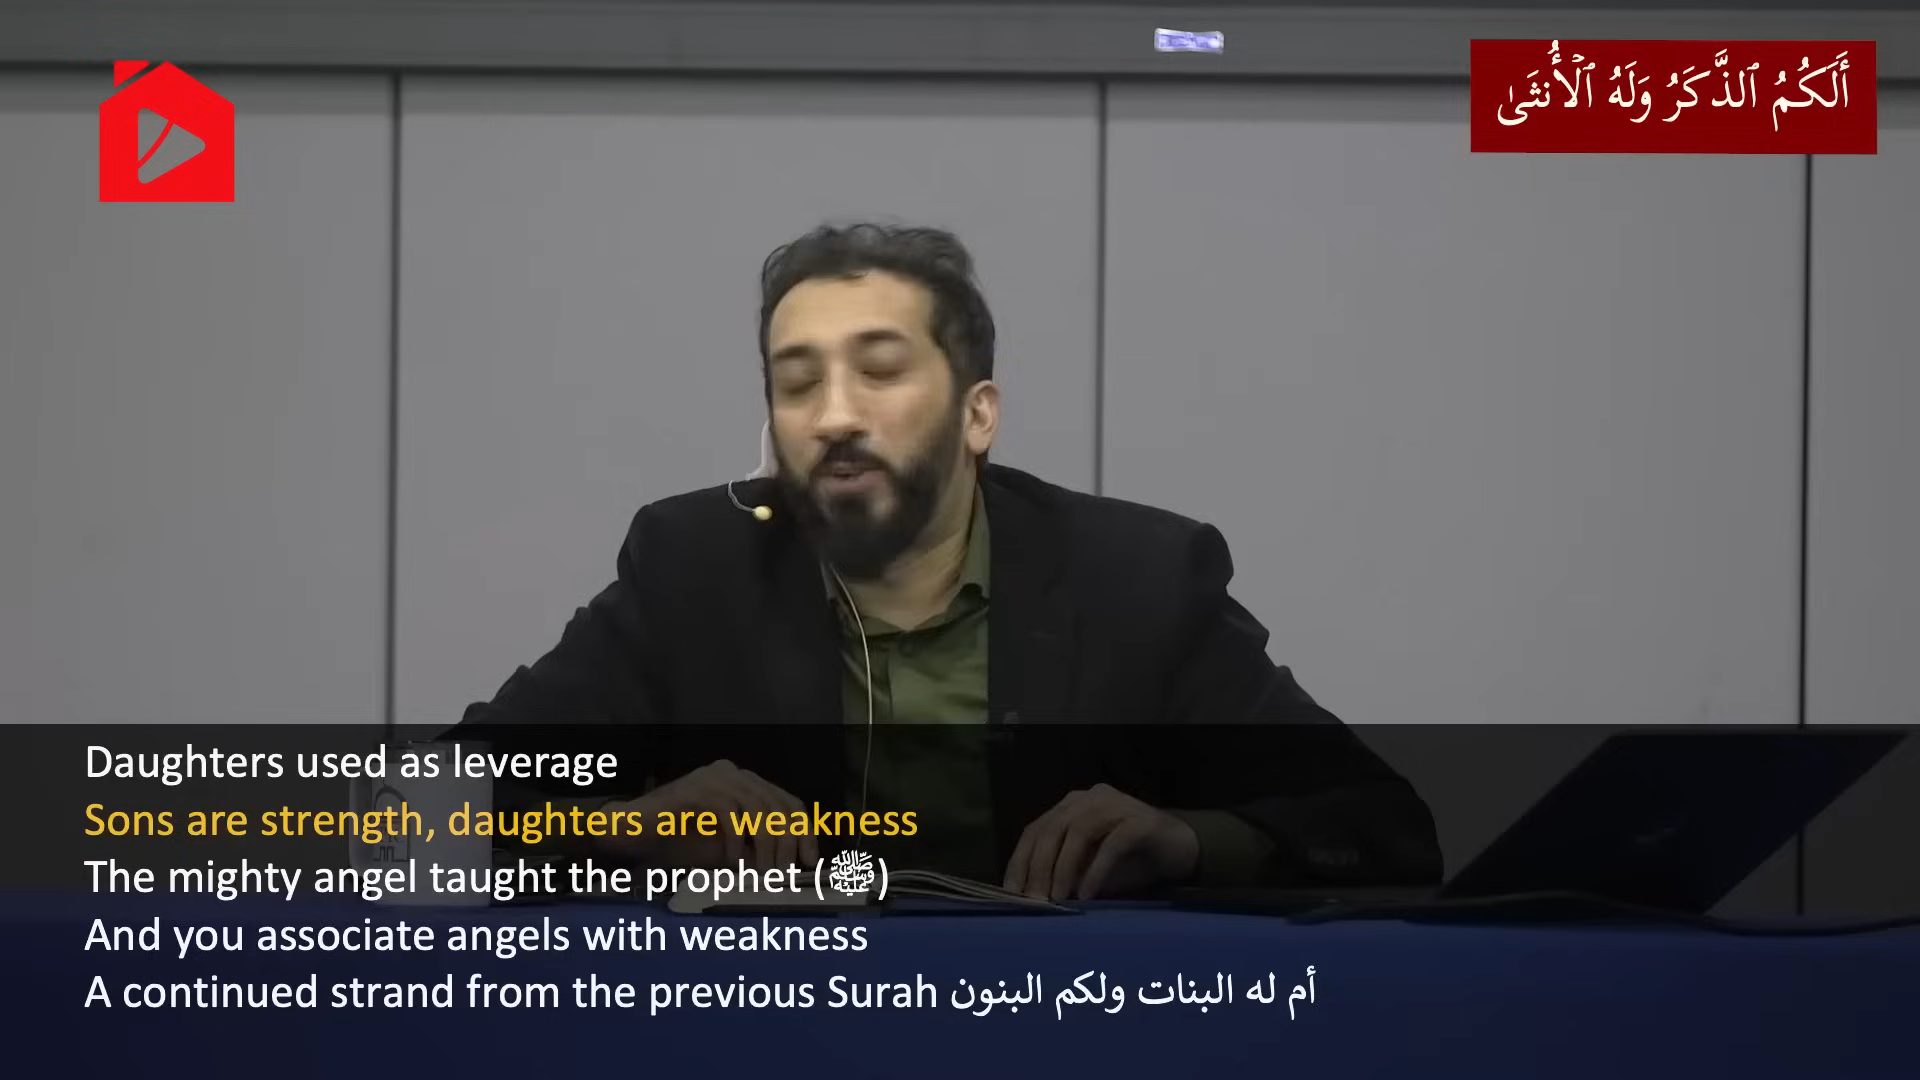 أَلَكُمُ ٱلذَّكَرُ وَلَهُ ٱلْأُنثَىٰ
Daughters used as leverage
Sons are strength, daughters are weakness
The mighty angel taught the prophet (ﷺ)
And you associate angels with weakness
A continued strand from the previous Surah أم له البنات ولكم البنون